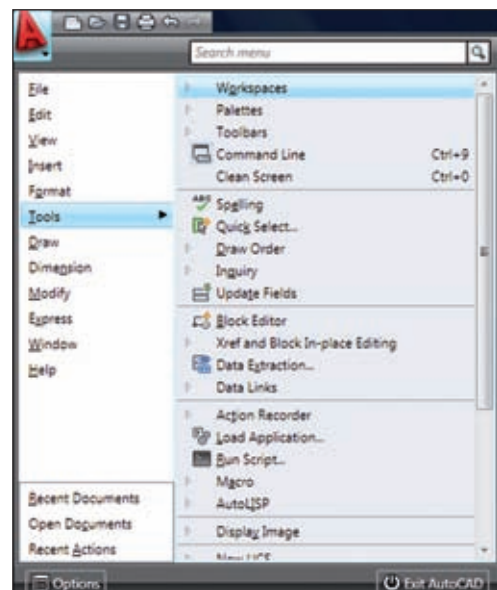 Search menu
File
Edit
View
Insert
Format
Tools
Draw
Dimension
Modify
Express
Window
Help
Recent Documents
Open Documents
Recent Actions
Workspaces
Palettes
Toolbars
Command Line Ctrl+9
Clean Screen Ctrl+0
ABC Spelling
Quick Select...
Draw Order
Inquiry
Update Fields
Block Editor
Xref and Block In-place Editing
Data Extraction...
Data Links
Action Recorder
Load Application...
Run Script...
Macro
AutoLISP
Display Image
New UCS
Options
Exit AutoCAD